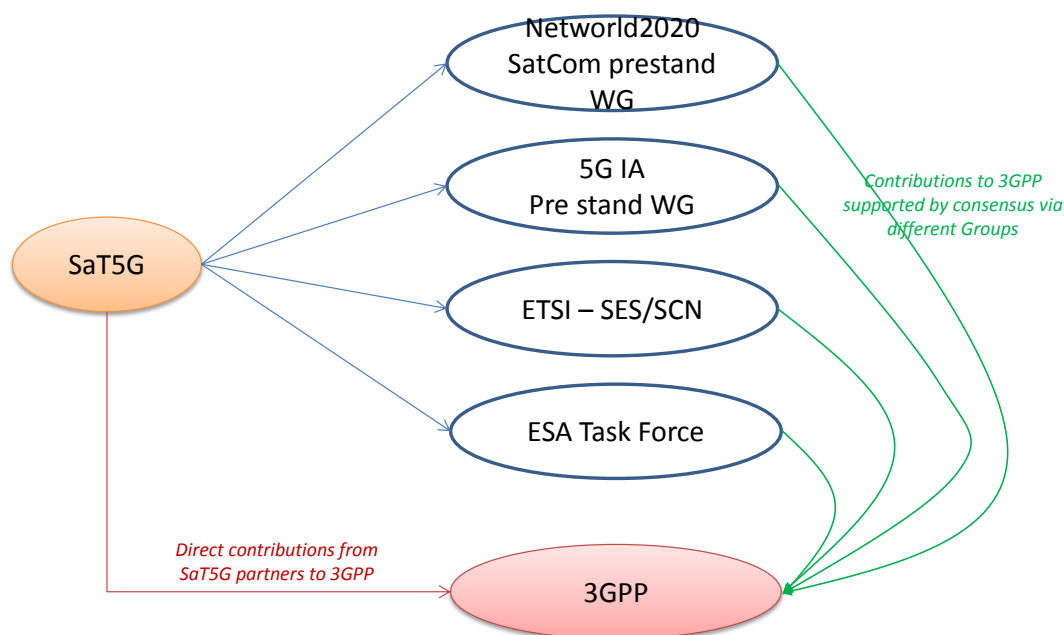 Networld2020
SatCom prestand
WG
5G IA
Pre stand WG
Contributions to 3GPP
supported by consensus via
different Groups
SaT5G
ETSI – SES/SCN
ESA Task Force
Direct contributions from
SaT5G partners to 3GPP
3GPP